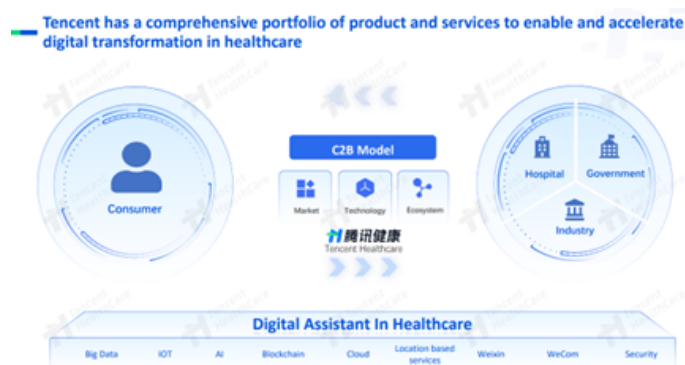 Tencent has a comprehensive portfolio of product and services to enable and accelerate
digital transformation in healthcare
Consumer
C2B Model
Market
Technology
Ecosystem
腾讯健康
Tencent Healthcare
Hospital
Government
Industry
Digital Assistant In Healthcare
Big Data
IOT
AI
Blockchain
Cloud
Location based
services
Weixin
WeCom
Security